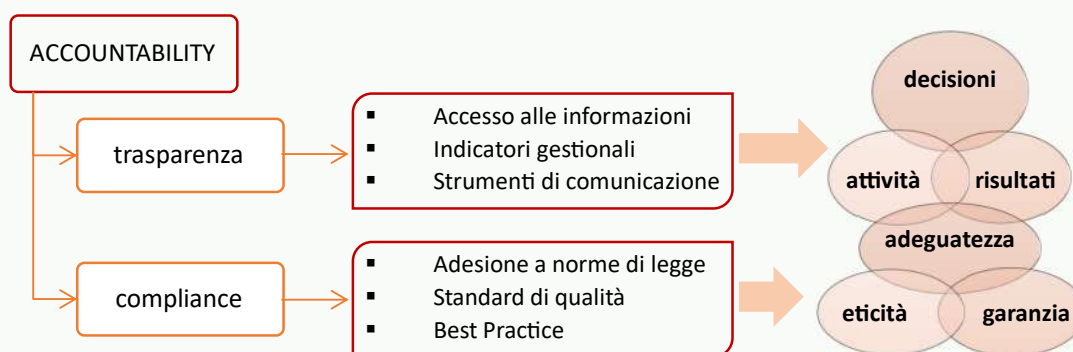 ACCOUNTABILITY
trasparenza
▪ Accesso alle informazioni
▪ Indicatori gestionali
▪ Strumenti di comunicazione
decisioni
attività
risultati
compliance
▪ Adesione a norme di legge
▪ Standard di qualità
▪ Best Practice
adeguatezza
eticità
garanzia